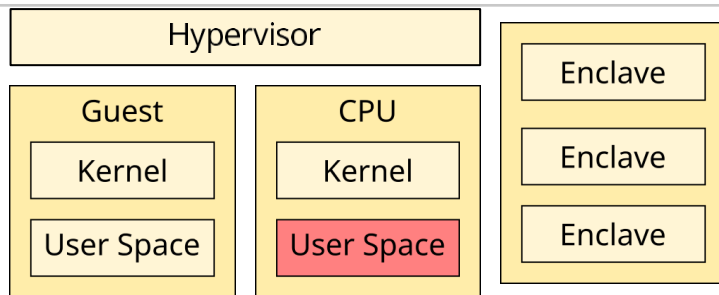 Hypervisor
Guest
Kernel
User Space
CPU
Kernel
User Space
Enclave
Enclave
Enclave